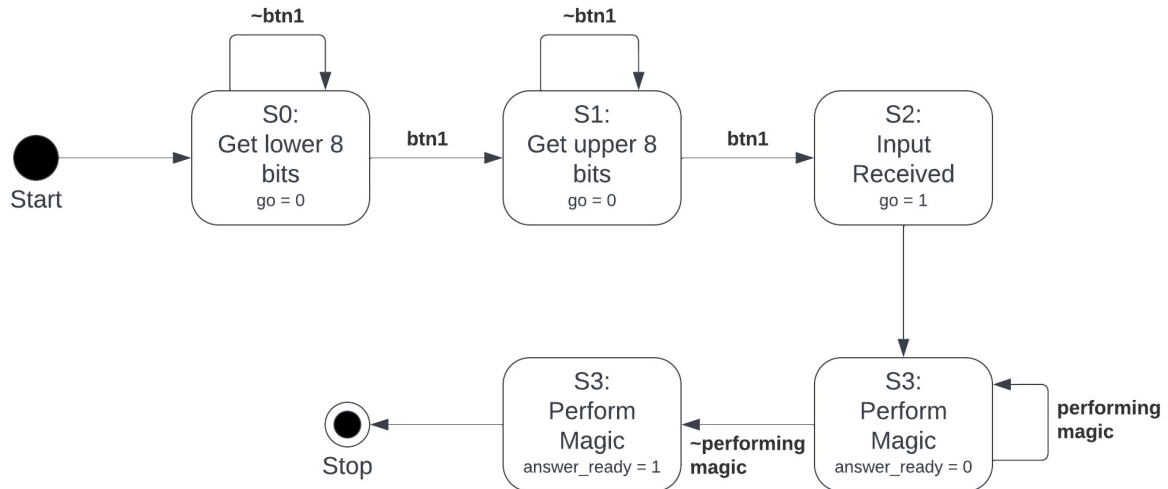 ~btn1
~btn1
S0:
Get lower 8
bits
go = 0
btn1
S1:
Get upper 8
bits
go = 0
btn1
S2:
Input
Received
go = 1
Start
S3:
Perform
Magic
answer_ready = 1
~performing
magic
S3:
Perform
Magic
answer_ready = 0
performing
magic
Stop